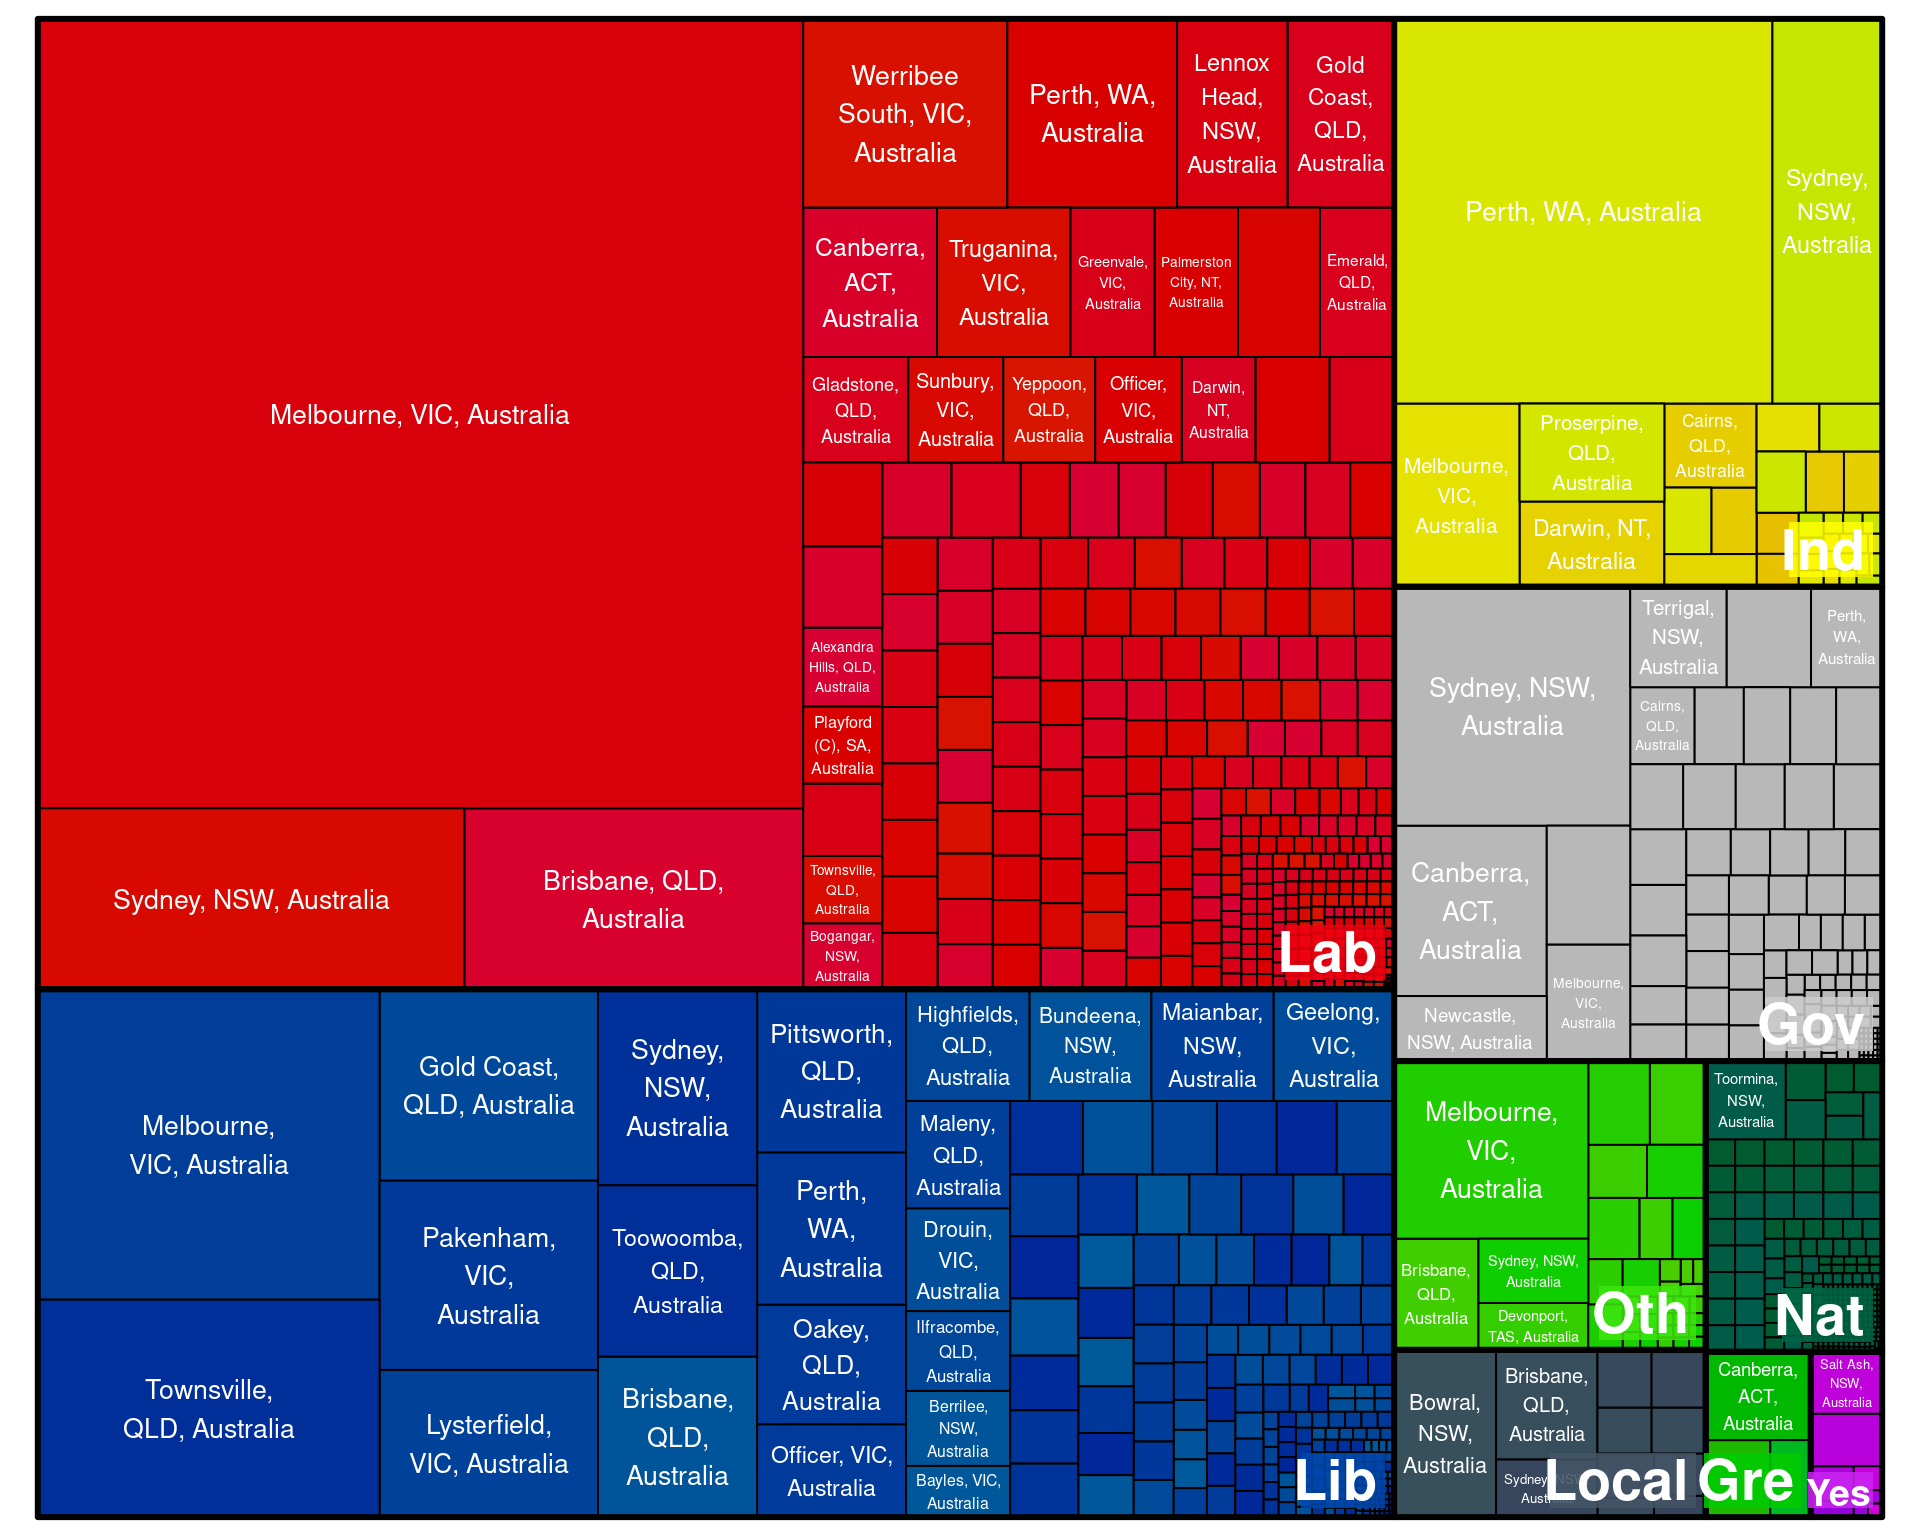 Melbourne, VIC, Australia
Sydney, NSW, Australia
Brisbane, QLD,
Australia
Werribee
South, VIC,
Australia
Perth, WA,
Australia
Lennox
Head,
NSW,
Australia
Gold
Coast,
QLD,
Australia
Canberra,
ACT,
Australia
Truganina,
VIC,
Australia
Greenvale,
VIC,
Australia
Palmerston
City, NT,
Australia
Emerald,
QLD,
Australia
Gladstone,
QLD,
Australia
Sunbury,
VIC,
Australia
Yeppoon,
QLD,
Australia
Officer,
VIC,
Australia
Darwin,
NT,
Australia
Alexandra
Hills, QLD,
Australia
Playford
(C), SA,
Australia
Townsville,
QLD,
Australia
Bogangar,
NSW,
Australia
Lab
Perth, WA, Australia
Sydney,
NSW,
Australia
Melbourne,
VIC,
Australia
Proserpine,
QLD,
Australia
Darwin, NT,
Australia
Cairns,
QLD,
Australia
Ind
Sydney, NSW,
Australia
Terrigal,
NSW,
Australia
Perth,
WA,
Australia
Cairns,
QLD,
Australia
Canberra,
ACT,
Australia
Newcastle,
NSW, Australia
Melbourne,
VIC,
Australia
Gov
Melbourne,
VIC, Australia
Townsville,
QLD, Australia
Gold Coast,
QLD, Australia
Pakenham,
VIC,
Australia
Lysterfield,
VIC, Australia
Sydney,
NSW,
Australia
Toowoomba,
QLD,
Australia
Brisbane,
QLD,
Australia
Pittsworth,
QLD,
Australia
Perth,
WA,
Australia
Oakey,
QLD,
Australia
Officer, VIC,
Australia
Highfields,
QLD,
Australia
Bundeena,
NSW,
Australia
Maianbar,
NSW,
Australia
Geelong,
VIC,
Australia
Maleny,
QLD,
Australia
Drouin,
VIC,
Australia
Ilfracombe,
QLD,
Australia
Berrilee,
NSW,
Australia
Bayles, VIC,
Australia
Lib
Melbourne,
VIC,
Australia
Brisbane,
QLD,
Australia
Sydney, NSW,
Australia
Devonport,
TAS, Australia
Oth
Toormina,
NSW,
Australia
Nat
Bowral,
NSW,
Australia
Brisbane,
QLD,
Australia
Sydney, NSW,
Australia
Local
Canberra,
ACT,
Australia
Gre
Salt Ash,
NSW,
Australia
Yes